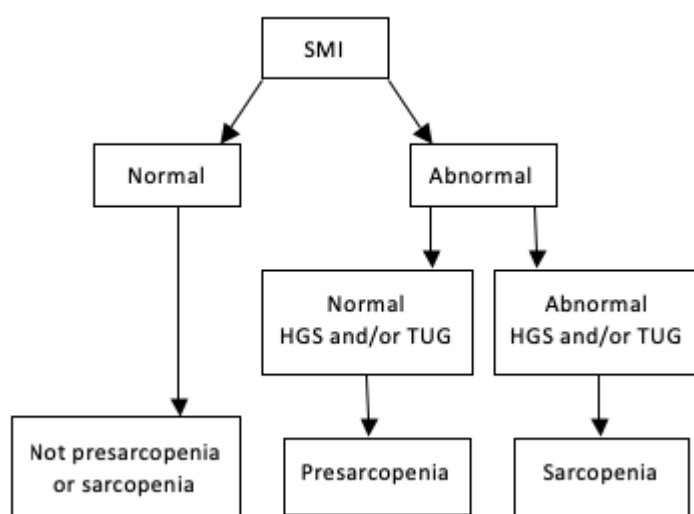 SMI
Normal
Abnormal
Normal
HGS and/or TUG
Abnormal
HGS and/or TUG
Not presarcopenia
or sarcopenia
Presarcopenia
Sarcopenia